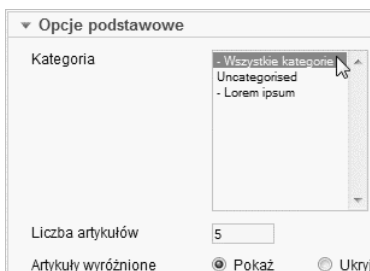 Opcje podstawowe
Kategoria
- Wszystkie kategorie
Uncategorised
- Lorem ipsum
Liczba artykułów 5
Artykuły wyróżnione Pokaż